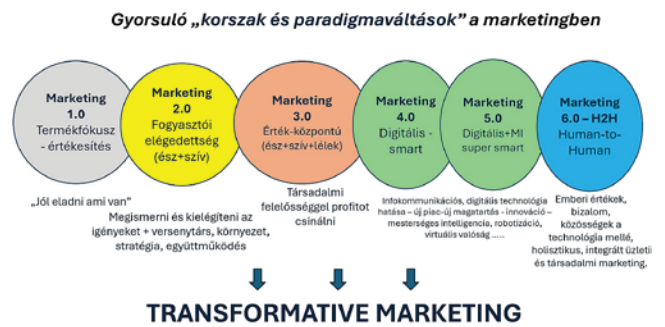 Gyorsuló „korszak és paradigmaváltások” a marketingben
Marketing
1.0
Termékfókusz
- értékesítés
Marketing
2.0
Fogyasztói
elégedettség
(ész+szív)
Marketing
3.0
Érték-központú
(ész+szív+lélek)
Marketing
4.0
Digitális -
smart
Marketing
5.0
Digitális+MI
super smart
Marketing
6.0 – H2H
Human-to-
Human
„Jól eladni ami van”
Megismerni és kielégíteni az
igényeket + versenytárs, környezet,
stratégia, együttműködés
Társadalmi
felelősséggel profitot
csinálni
Infokommunikációs, digitális technológia
hatása – új piac-új magatartás - innováció –
mesterséges intelligencia, robotizáció,
virtuális valóság .....
Emberi értékek,
bizalom,
közösségek a
technológia mellé,
holisztikus, integrált üzleti
és társadalmi marketing.
TRANSFORMATIVE MARKETING